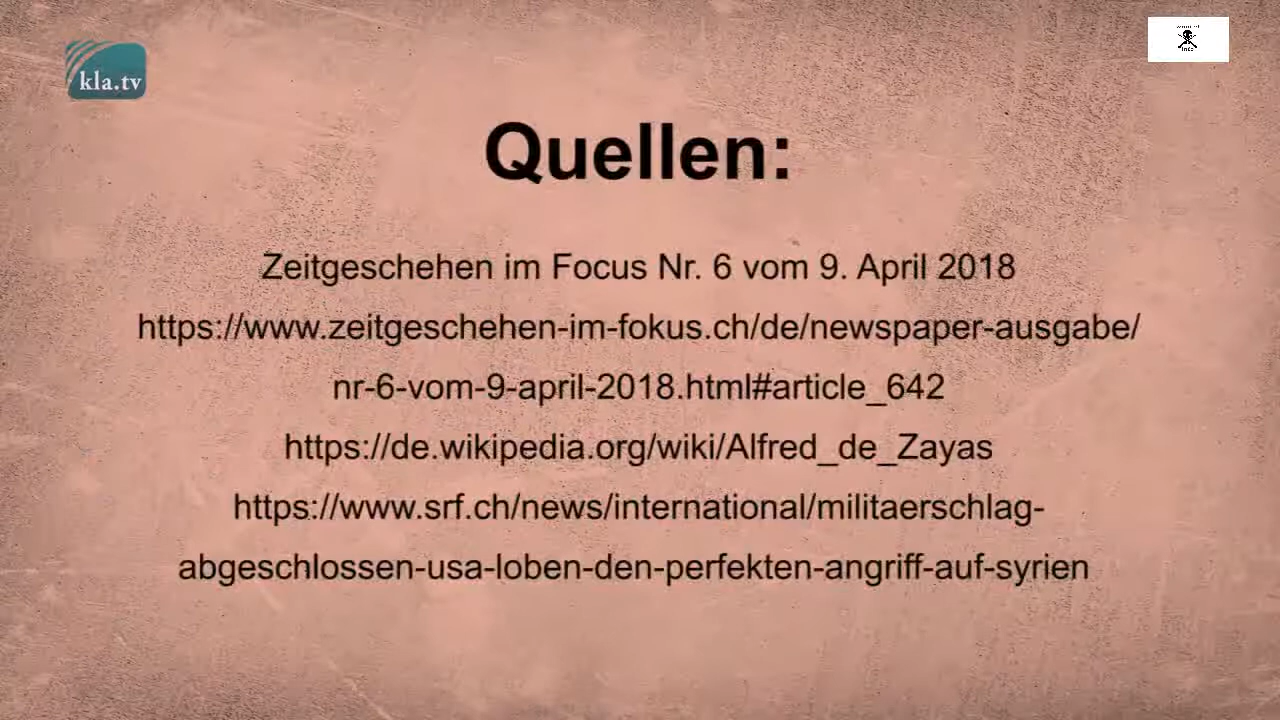 kla.tv
Quellen:
Zeitgeschehen im Focus Nr. 6 vom 9. April 2018
https://www.zeitgeschehen-im-fokus.ch/de/newspaper-ausgabe/
nr-6-vom-9-april-2018.html#article_642
https://de.wikipedia.org/wiki/Alfred_de_Zayas
https://www.srf.ch/news/international/militaerschlag-
abgeschlossen-usa-loben-den-perfekten-angriff-auf-syrien